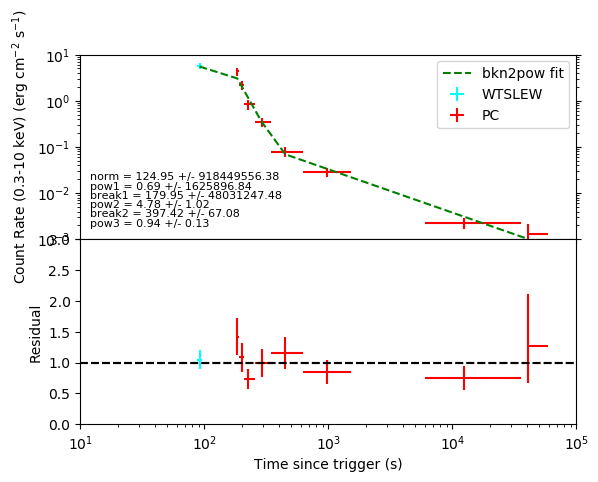 Count Rate (0.3-10 keV) (erg cm⁻² s⁻¹)
10¹
10⁰
10⁻¹
10⁻²
10⁻³
bkn2pow fit
WTSLEW
PC
norm = 124.95 +/- 918449556.38
pow1 = 0.69 +/- 1625896.84
break1 = 179.95 +/- 48031247.48
pow2 = 4.78 +/- 1.02
break2 = 397.42 +/- 67.08
pow3 = 0.94 +/- 0.13
Residual
3.0
2.5
2.0
1.5
1.0
0.5
0.0
10¹ 10² 10³ 10⁴ 10⁵
Time since trigger (s)